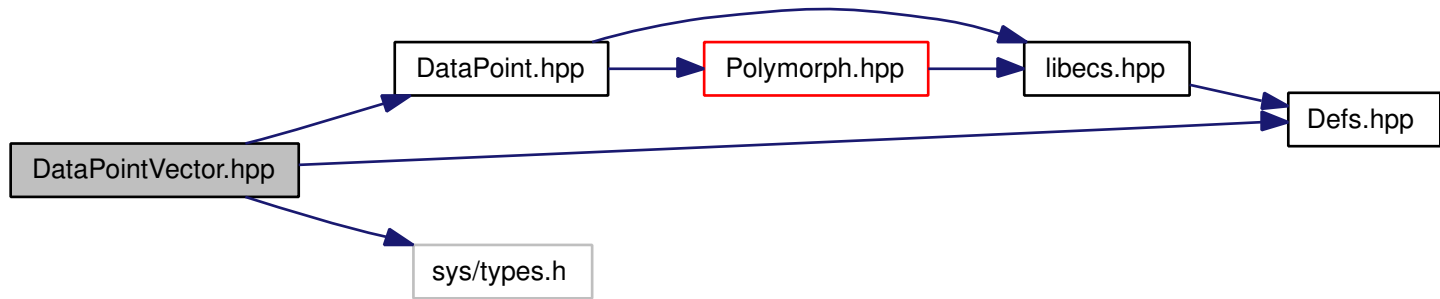 DataPoint.hpp
Polymorph.hpp
libecs.hpp
Defs.hpp
DataPointVector.hpp
sys/types.h